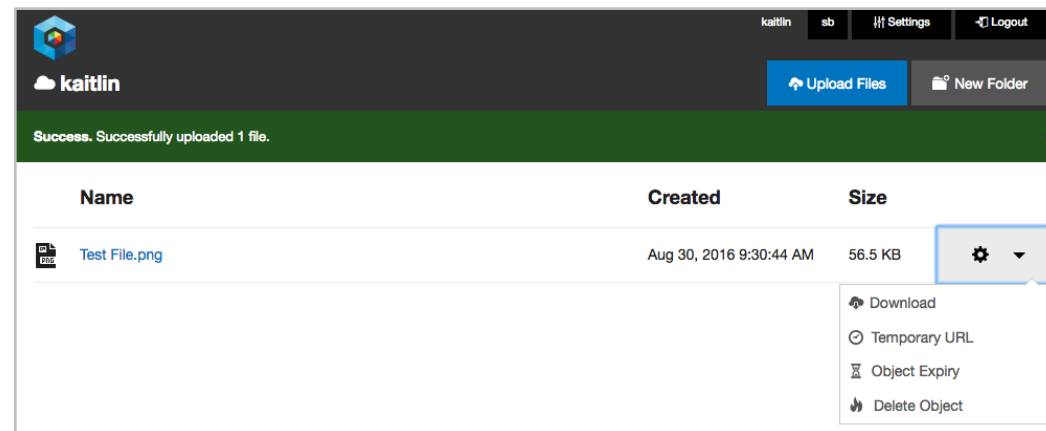 kaitlin sb Settings Logout
kaitlin Upload Files New Folder
Success. Successfully uploaded 1 file.
Name Created Size
PNG Test File.png Aug 30, 2016 9:30:44 AM 56.5 KB
Download
Temporary URL
Object Expiry
Delete Object